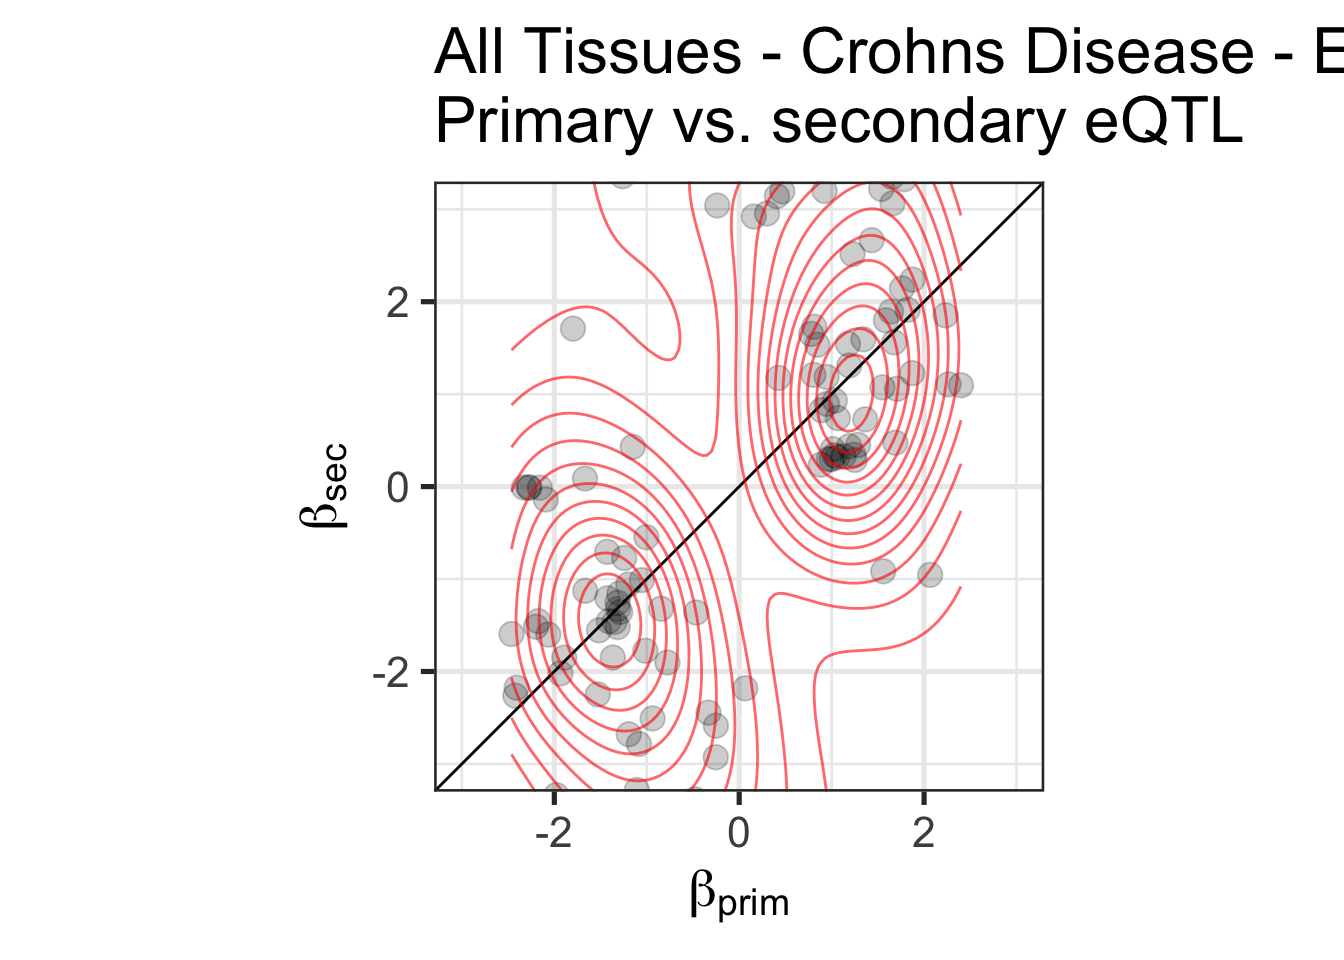 All Tissues - Crohns Disease - E
Primary vs. secondary eQTL
2
0
-2
βsec
-2 0 2
βprim